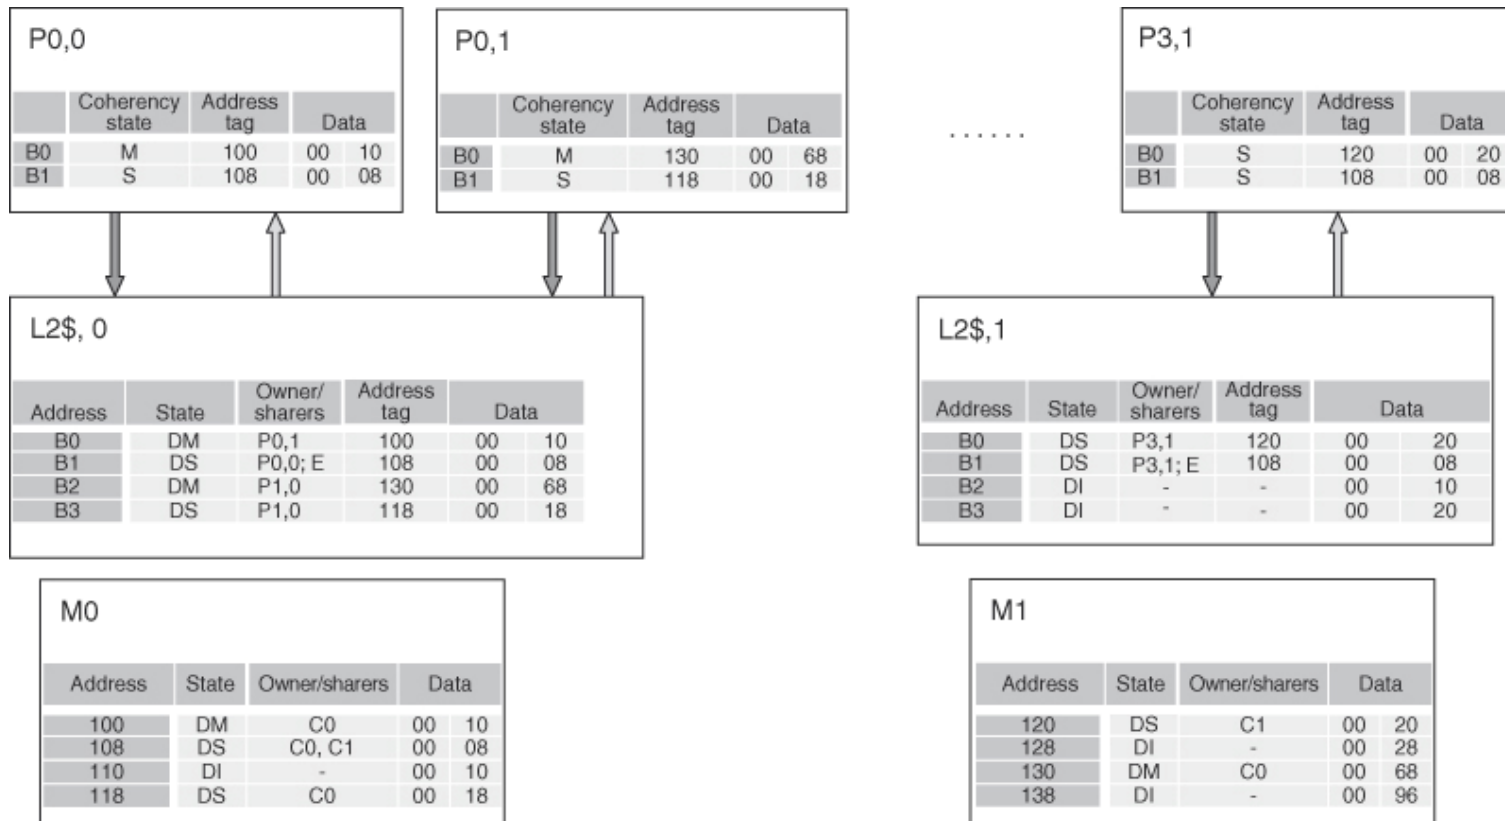 P0,0
Coherency state Address tag Data
B0 M 100 00 10
B1 S 108 00 08
P0,1
Coherency state Address tag Data
B0 M 130 00 68
B1 S 118 00 18
......
P3,1
Coherency state Address tag Data
B0 S 120 00 20
B1 S 108 00 08
L2$, 0
Address State Owner/ sharers Address tag Data
B0 DM P0,1 100 00 10
B1 DS P0,0; E 108 00 08
B2 DM P1,0 130 00 68
B3 DS P1,0 118 00 18
L2$,1
Address State Owner/ sharers Address tag Data
B0 DS P3,1 120 00 20
B1 DS P3,1; E 108 00 08
B2 DI - - 00 10
B3 DI - - 00 20
M0
Address State Owner/sharers Data
100 DM C0 00 10
108 DS C0, C1 00 08
110 DI - 00 10
118 DS C0 00 18
M1
Address State Owner/sharers Data
120 DS C1 00 20
128 DI - 00 28
130 DM C0 00 68
138 DI - 00 96